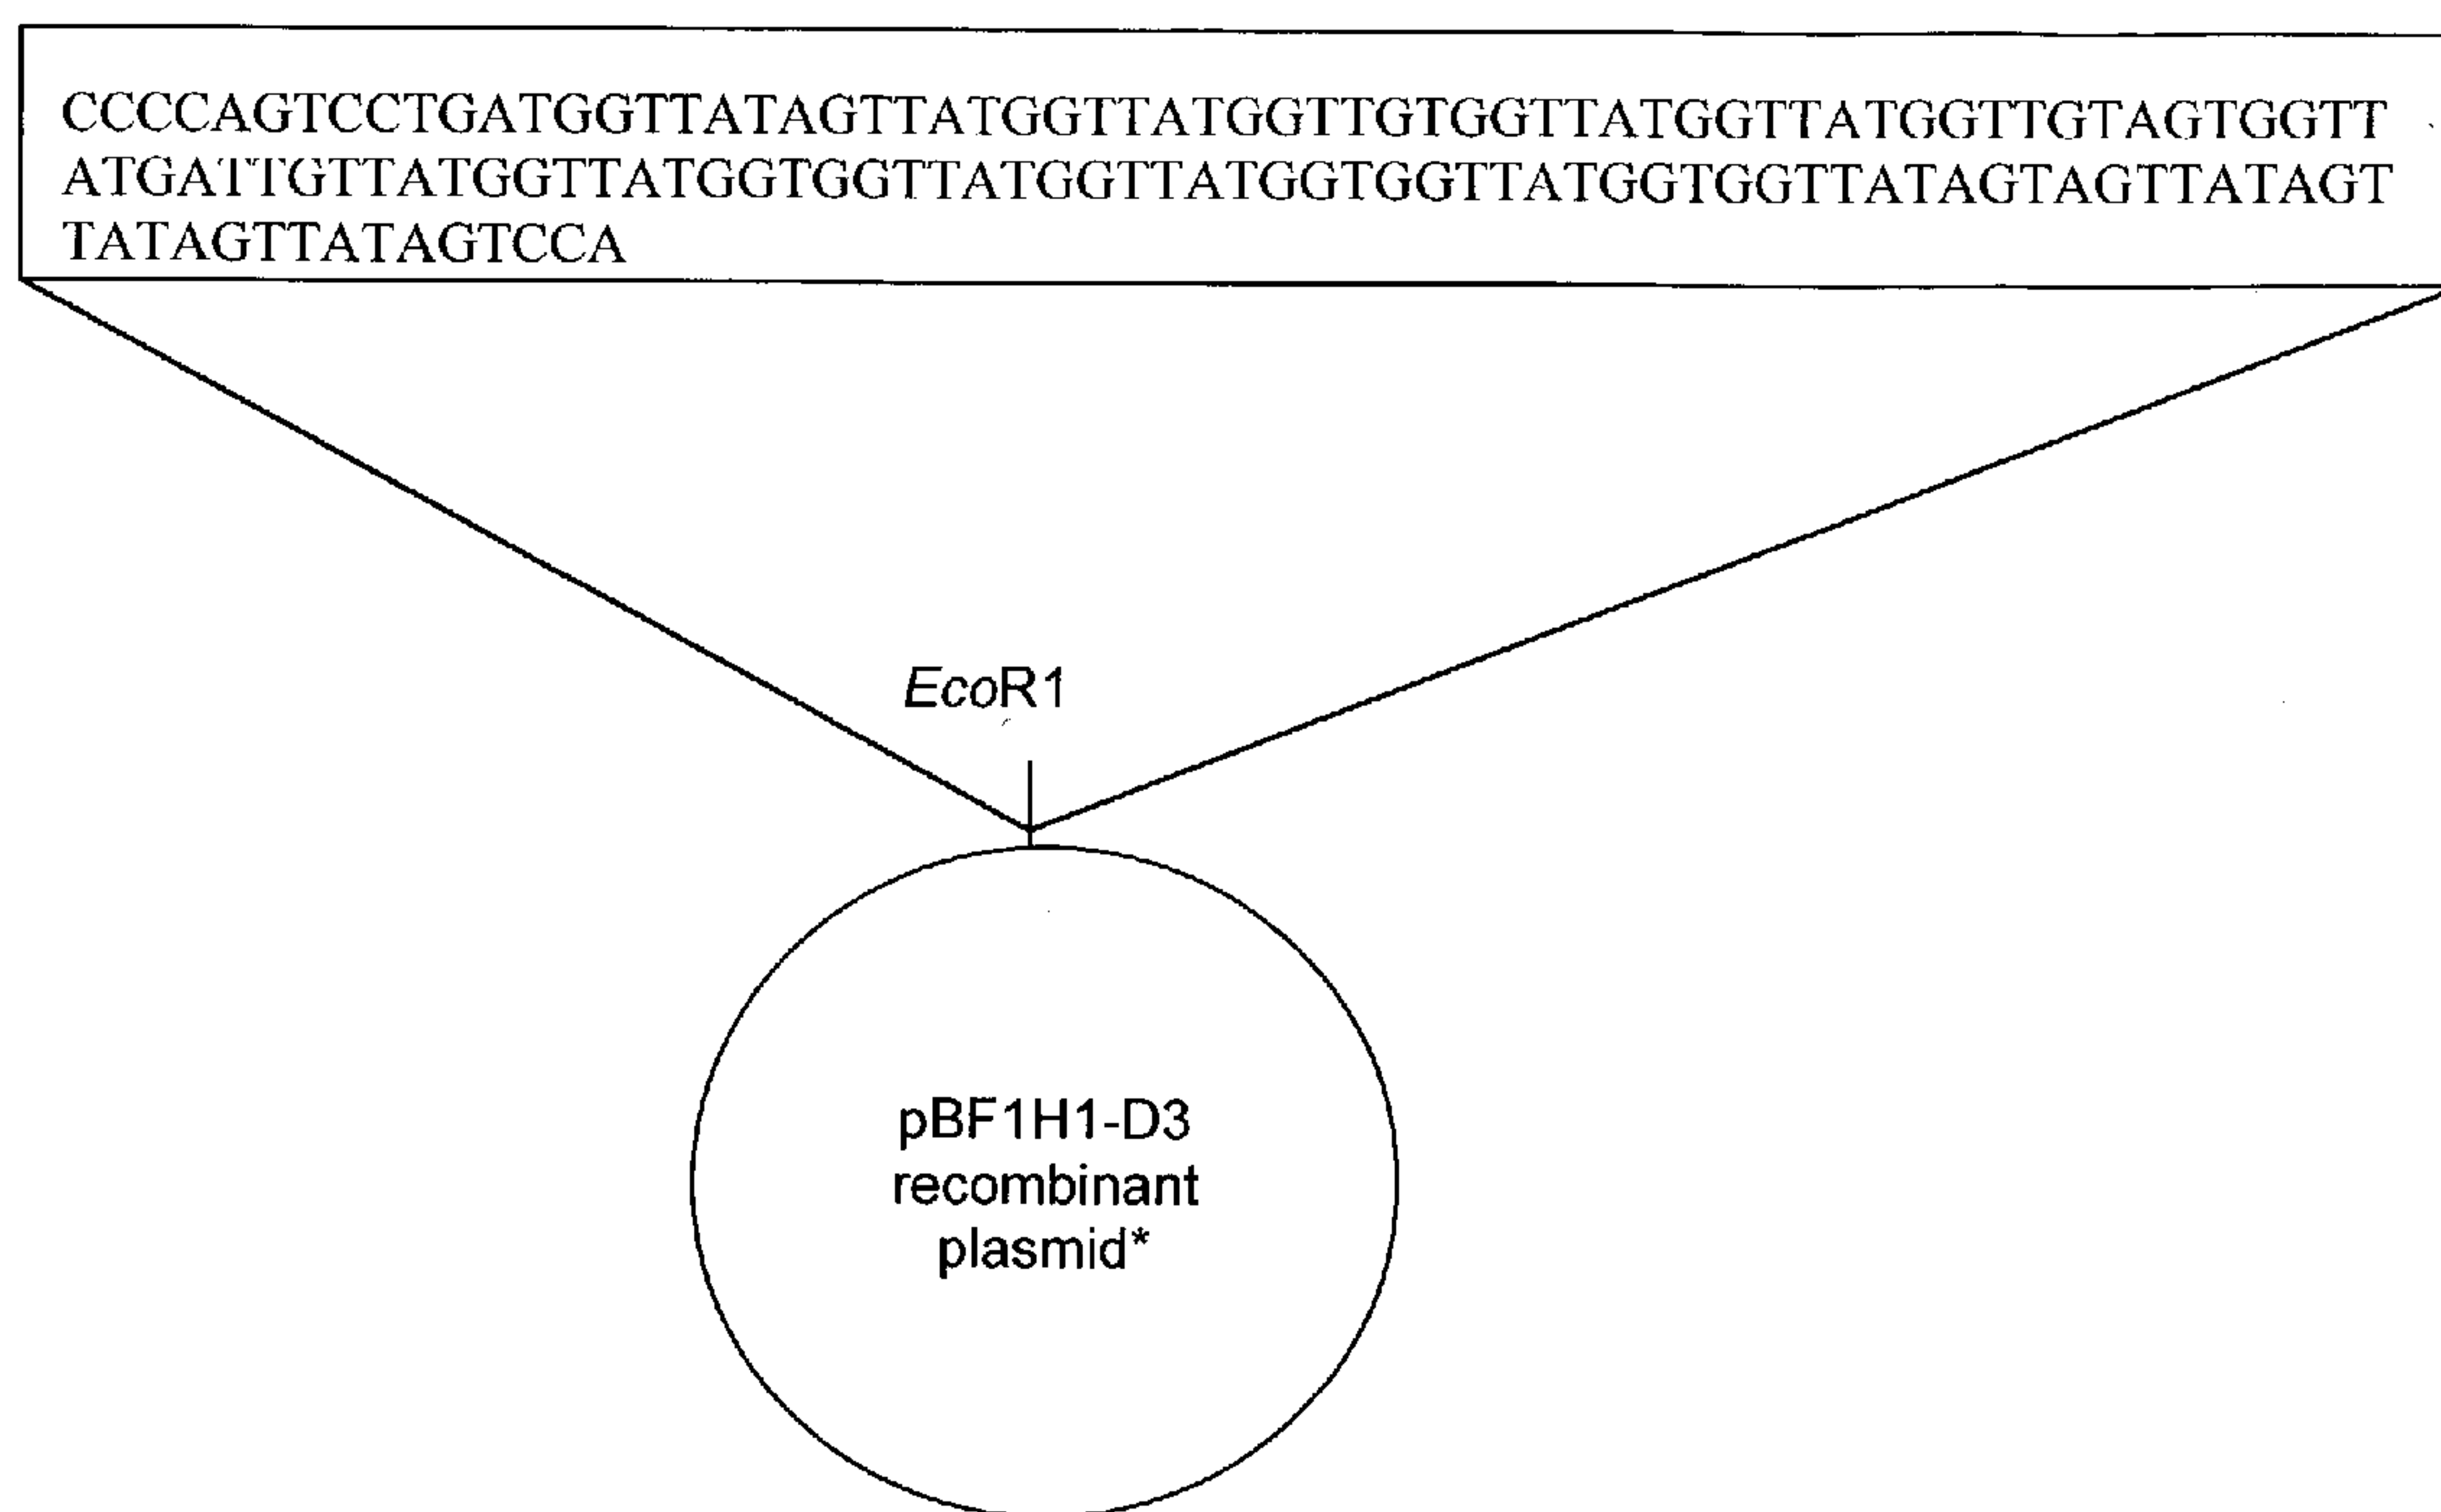 CCCCAGTCCTGATGGTTATAGTTATGGTTATGGTTGTGGTTATGGTTATGGTTGTAGTGGTT
ATGATTGTTATGGTTATGGTGGTTATGGTTATGGTGGTTATGGTGGTTATAGTAGTTATAGT
TATAGTTATAGTCCA
EcoR1
pBF1H1-D3
recombinant
plasmid*